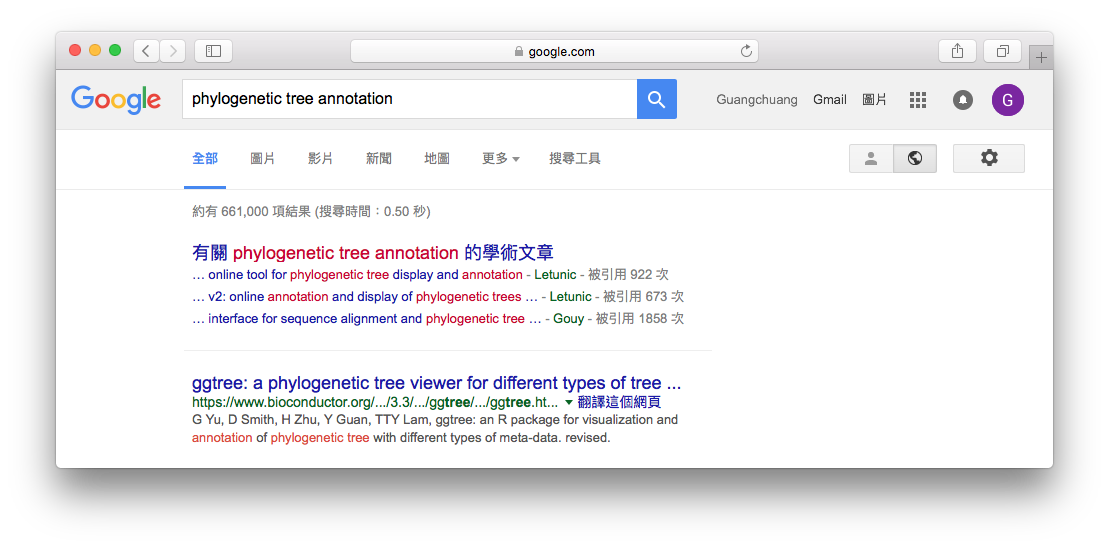 google.com
Google
phylogenetic tree annotation
Guangchuang Gmail 圖片 G
全部 圖片 影片 新聞 地圖 更多 搜尋工具
約有 661,000 項結果 (搜尋時間：0.50 秒)
有關 phylogenetic tree annotation 的學術文章
... online tool for phylogenetic tree display and annotation - Letunic - 被引用 922 次
... v2: online annotation and display of phylogenetic trees ... - Letunic - 被引用 673 次
... interface for sequence alignment and phylogenetic tree ... - Gouy - 被引用 1858 次
ggtree: a phylogenetic tree viewer for different types of tree ...
https://www.bioconductor.org/.../3.3/.../ggtree/.../ggtree.ht... 翻譯這個網頁
G Yu, D Smith, H Zhu, Y Guan, TTY Lam, ggtree: an R package for visualization and
annotation of phylogenetic tree with different types of meta-data. revised.